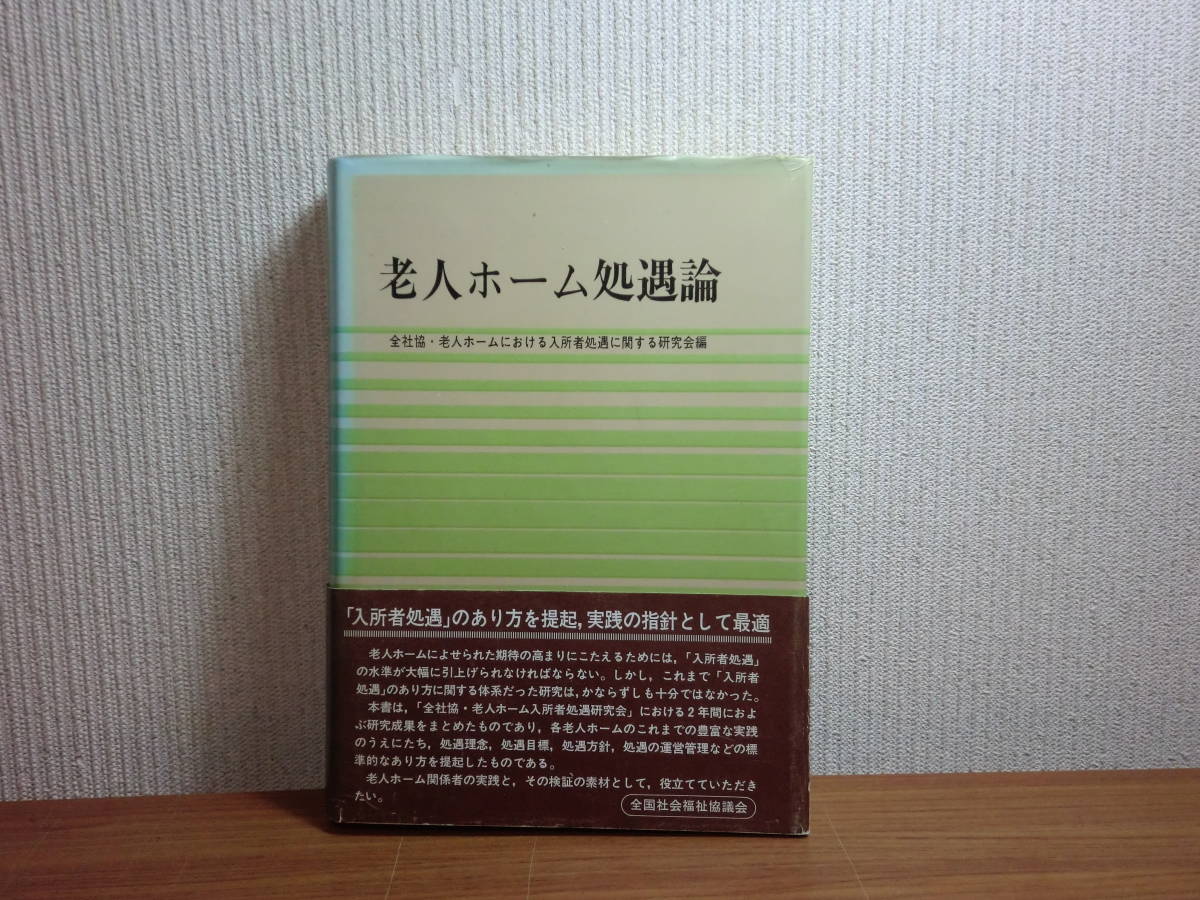 老人ホーム処遇論
全社協・老人ホームにおける入所者処遇に関する研究会編
「入所者処遇」のあり方を提起,実践の指針として最適
老人ホームによせられた期待の高まりにこたえるためには,「入所者処遇」
の水準が大幅に引上げられなければならない。しかし,これまで「入所者
処遇」のあり方に関する体系だった研究は,かならずしも十分ではなかった。
本書は,「全社協・老人ホーム入所者処遇研究会」における2年間におよ
ぶ研究成果をまとめたものであり,各老人ホームのこれまでの豊富な実践
のうえにたち,処遇理念,処遇目標,処遇方針,処遇の運営管理などの標
準的なあり方を提起したものである。
老人ホーム関係者の実践と,その検証の素材として,役立てていただき
たい。
全国社会福祉協議会